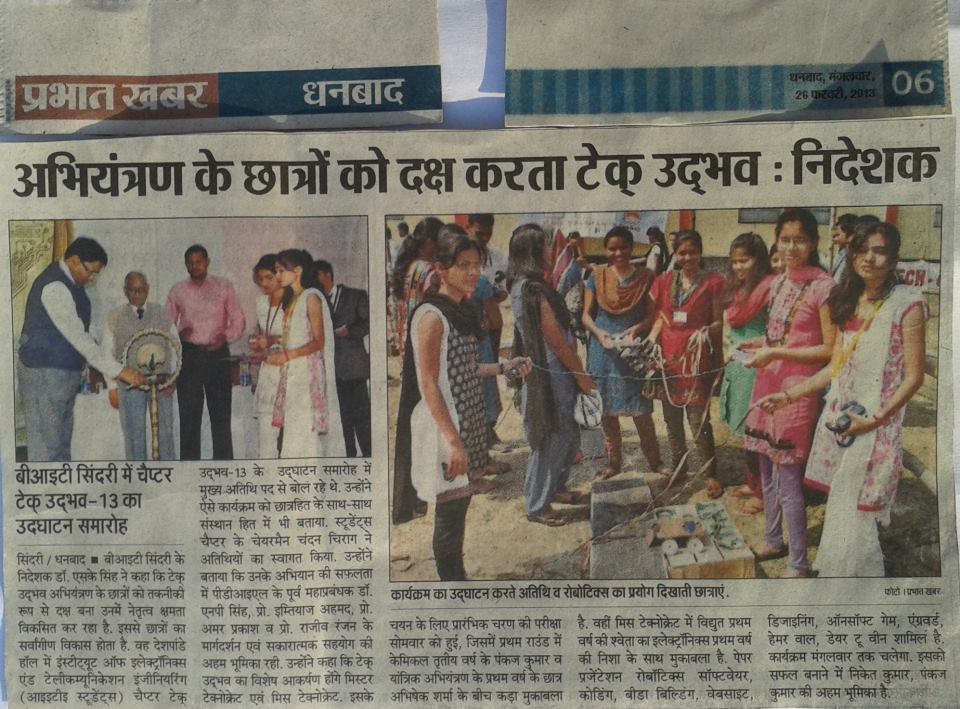 प्रभात खबर
धनबाद
धनबाद, मंगलवार,
26 फरवरी, 2013
06
अभियंत्रण के छात्रों को दक्ष करता टेक् उद्भव : निदेशक
TECH
बीआइटी सिंदरी में चैप्टर
टेक् उद्भव-13 का
उदघाटन समारोह
सिंदरी / धनबाद ■ बीआइटी सिंदरी के
निदेशक डॉ. एसके सिंह ने कहा कि टेक्
उद्भव अभियंत्रण के छात्रों को तकनीकी
रूप से दक्ष बना उनमें नेतृत्व क्षमता
विकसित कर रहा है. इससे छात्रों का
सर्वांगीण विकास होता है. वह देशपांडे
हॉल में इंस्टीट्यूट ऑफ इलेक्ट्रॉनिक्स
एंड टेलीकम्युनिकेशन इंजीनियरिंग
(आइइटीइ स्टूडेंट्स) चैप्टर टेक्
उद्भव-13 के उद्घाटन समारोह में
मुख्य अतिथि पद से बोल रहे थे. उन्होंने
ऐसे कार्यक्रम को छात्रहित के साथ-साथ
संस्थान हित में भी बताया. स्टूडेंट्स
चैप्टर के चेयरमैन चंदन चिराग ने
अतिथियों का स्वागत किया. उन्होंने
बताया कि उनके अभियान की सफलता
में पीडीआइएल के पूर्व महाप्रबंधक डॉ.
एनपी सिंह, प्रो. इम्तियाज अहमद, प्रो.
अमर प्रकाश व प्रो. राजीव रंजन के
मार्गदर्शन एवं सकारात्मक सहयोग की
अहम भूमिका रही. उन्होंने कहा कि टेक्
उद्भव का विशेष आकर्षण होंगे मिस्टर
टेक्नोक्रेट एवं मिस टेक्नोक्रेट. इसके
कार्यक्रम का उद्घाटन करते अतिथि व रोबोटिक्स का प्रयोग दिखाती छात्राएं.
फोटो । प्रभात खबर
चयन के लिए प्रारंभिक चरण की परीक्षा
सोमवार को हुई, जिसमें प्रथम राउंड में
केमिकल तृतीय वर्ष के पंकज कुमार व
यांत्रिक अभियंत्रण के प्रथम वर्ष के छात्र
अभिषेक शर्मा के बीच कड़ा मुकाबला
है. वहीं मिस टेक्नोक्रेट में विद्युत प्रथम
वर्ष की श्वेता का इलेक्ट्रॉनिक्स प्रथम वर्ष
की निशा के साथ मुकाबला है. पेपर
प्रजेंटेशन रोबॉटिक्स सॉफ्टवेयर,
कोडिंग, बीडा बिल्डिंग, वेबसाइट,
डिजाइनिंग, ऑनसॉफ्ट गेम, एंग्रवर्ड,
हेमर वाल, डेयर टू वीन शामिल है.
कार्यक्रम मंगलवार तक चलेगा. इसको
सफल बनाने में निकेत कुमार, पंकज
कुमार की अहम भूमिका है.